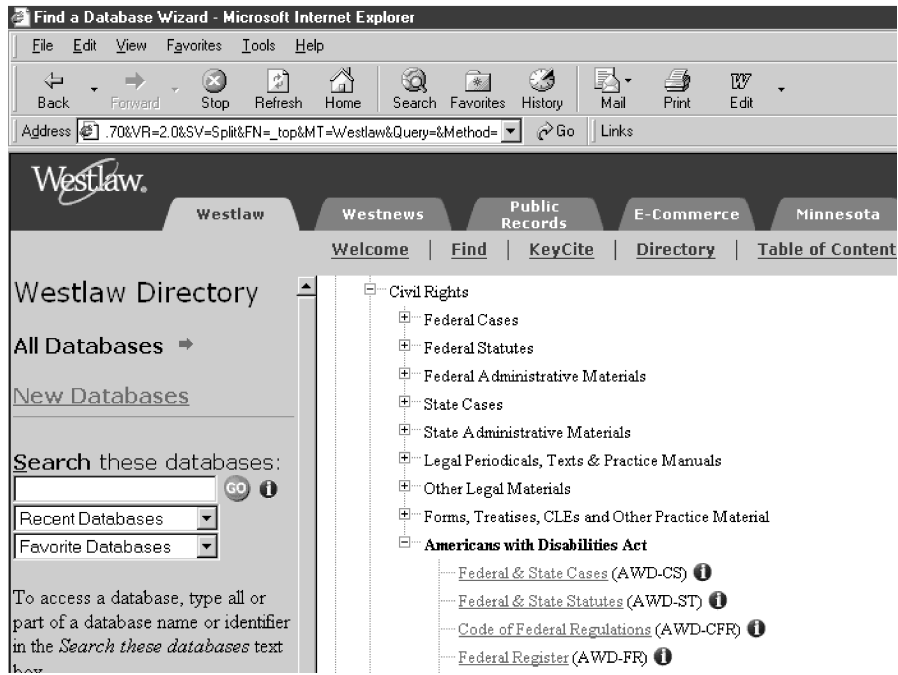 Find a Database Wizard - Microsoft Internet Explorer
File Edit View Favorites Tools Help
Back Forward Stop Refresh Home Search Favorites History Mail Print Edit
Address .70&VR=2.0&SV=Split&FN=_top&MT=Westlaw&Query=&Method= Go Links
Westlaw.
Westlaw Westnews Public Records E-Commerce Minnesota
Welcome | Find | KeyCite | Directory | Table of Content
Westlaw Directory
All Databases
New Databases
Search these databases:
GO
Recent Databases
Favorite Databases
To access a database, type all or
part of a database name or identifier
in the Search these databases text
box
Civil Rights
Federal Cases
Federal Statutes
Federal Administrative Materials
State Cases
State Administrative Materials
Legal Periodicals, Texts & Practice Manuals
Other Legal Materials
Forms, Treatises, CLEs and Other Practice Material
Americans with Disabilities Act
Federal & State Cases (AWD-CS)
Federal & State Statutes (AWD-ST)
Code of Federal Regulations (AWD-CFR)
Federal Register (AWD-FR)